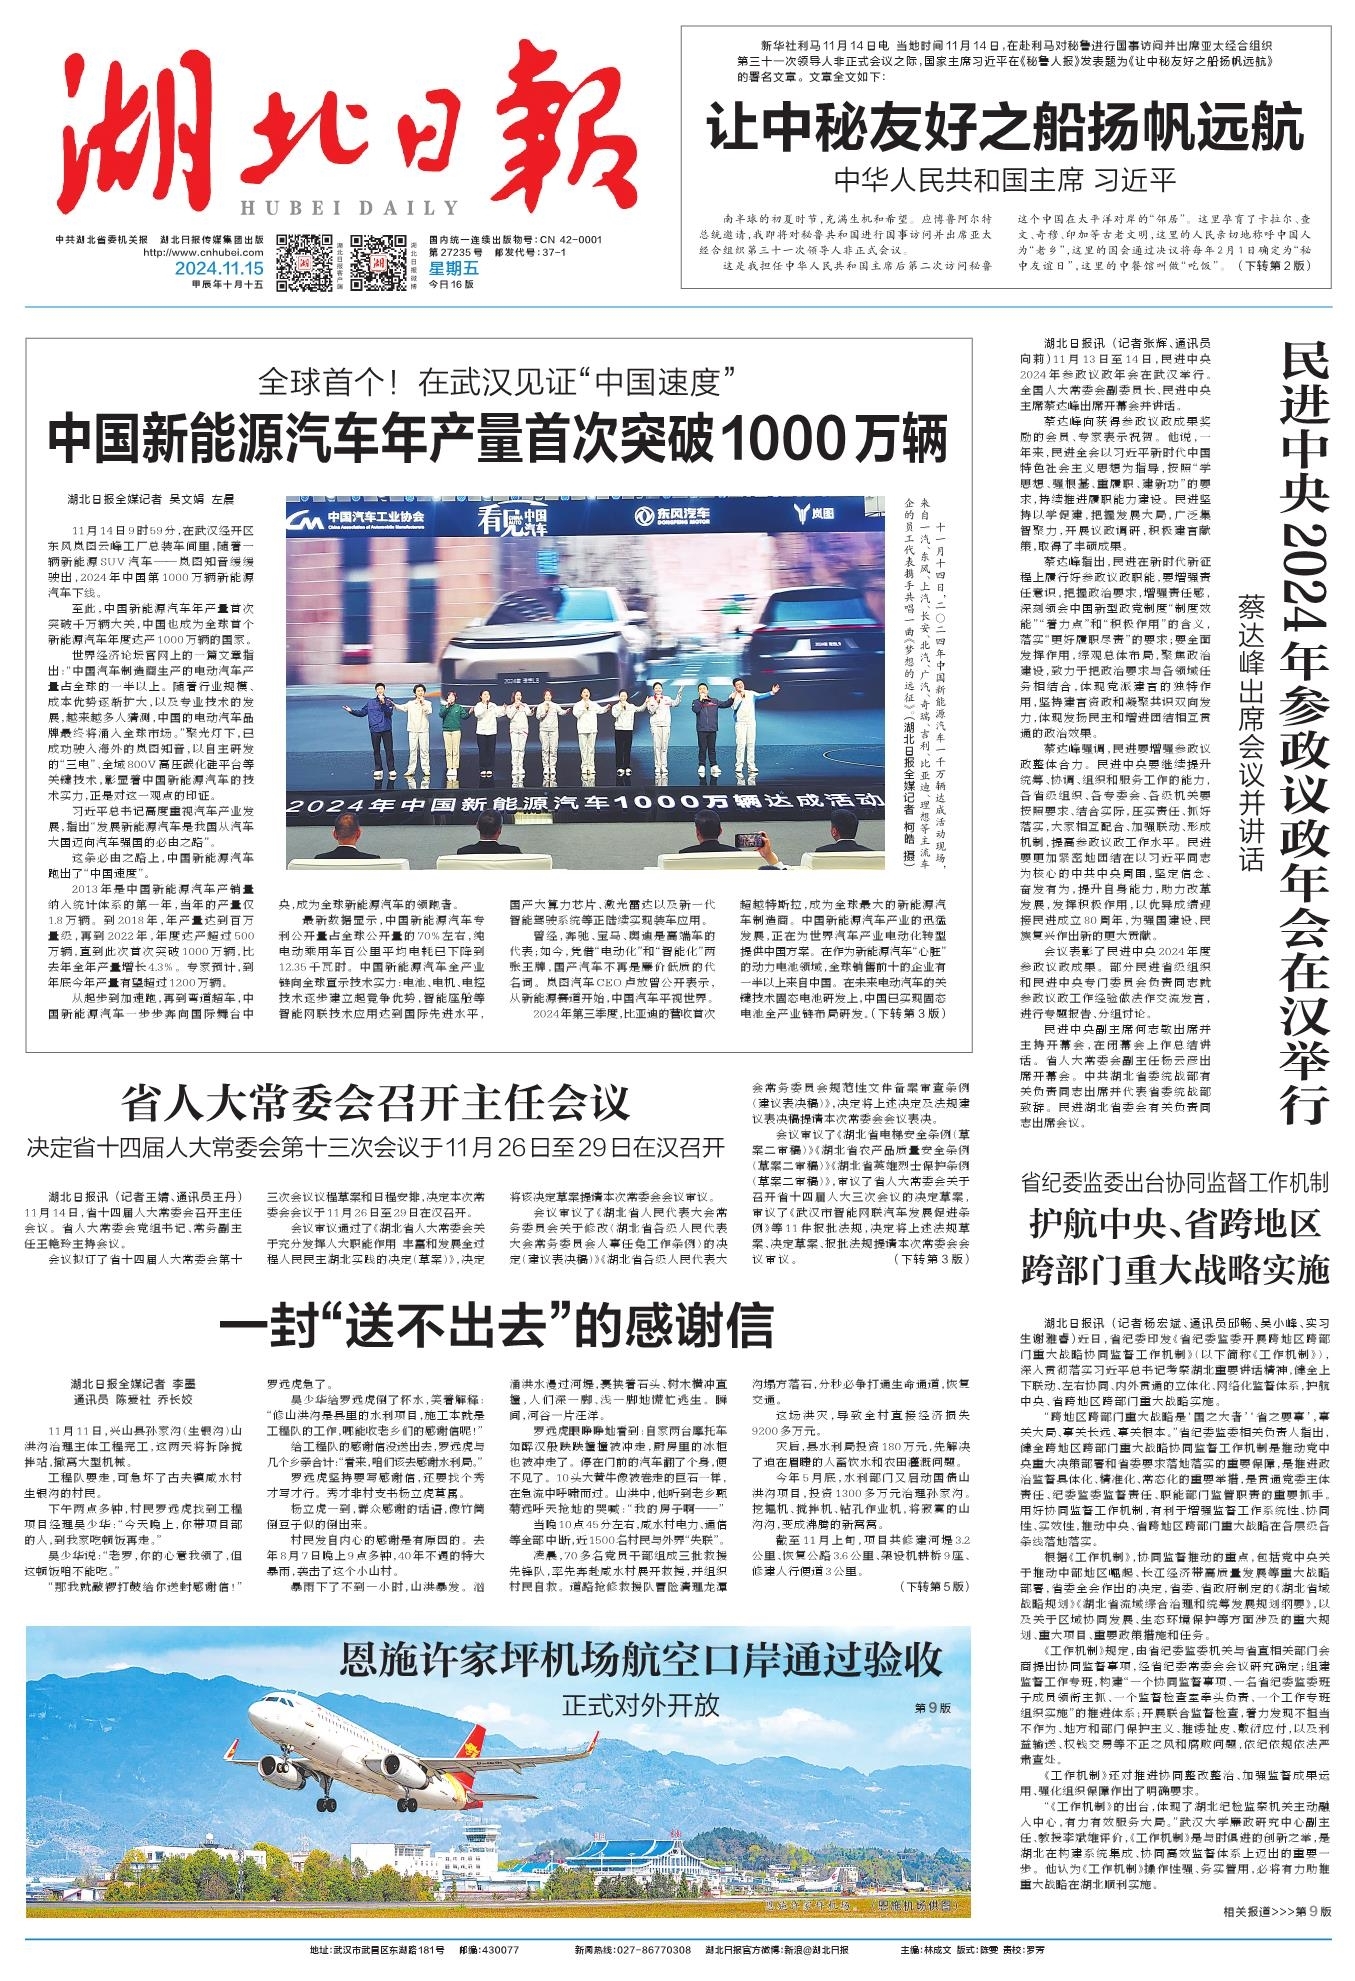 湖北日報
HUBEI DAILY
中共湖北省委机关报 湖北日报传媒集团出版
http://www.cnhubei.com
2024.11.15
甲辰年十月十五
湖北日报客户端
湖北日报微博
国内统一连续出版物号:CN 42-0001
第27235号 邮发代号:37-1
星期五
今日16版
新华社利马11月14日电 当地时间11月14日,在赴利马对秘鲁进行国事访问并出席亚太经合组织
第三十一次领导人非正式会议之际,国家主席习近平在《秘鲁人报》发表题为《让中秘友好之船扬帆远航》
的署名文章。文章全文如下:
让中秘友好之船扬帆远航
中华人民共和国主席 习近平
南半球的初夏时节,充满生机和希望。应博鲁阿尔特
总统邀请,我即将对秘鲁共和国进行国事访问并出席亚太
经合组织第三十一次领导人非正式会议。
这是我担任中华人民共和国主席后第二次访问秘鲁
这个中国在太平洋对岸的“邻居”。这里孕育了卡拉尔、查
文、奇穆、印加等古老文明,这里的人民亲切地称呼中国人
为“老乡”,这里的国会通过决议将每年2月1日确定为“秘
中友谊日”,这里的中餐馆叫做“吃饭”。(下转第2版)
全球首个！在武汉见证“中国速度”
中国新能源汽车年产量首次突破1000万辆
湖北日报全媒记者 吴文娟 左晨
11月14日9时59分,在武汉经开区
东风岚图云峰工厂总装车间里,随着一
辆新能源SUV汽车——岚图知音缓缓
驶出,2024年中国第1000万辆新能源
汽车下线。
至此,中国新能源汽车年产量首次
突破千万辆大关,中国也成为全球首个
新能源汽车年度达产1000万辆的国家。
世界经济论坛官网上的一篇文章指
出:“中国汽车制造商生产的电动汽车产
量占全球的一半以上。随着行业规模、
成本优势逐渐扩大,以及专业技术的发
展,越来越多人猜测,中国的电动汽车品
牌最终将涌入全球市场。”聚光灯下,已
成功驶入海外的岚图知音,以自主研发
的“三电”、全域800V高压碳化硅平台等
关键技术,彰显着中国新能源汽车的技
术实力,正是对这一观点的印证。
习近平总书记高度重视汽车产业发
展,指出“发展新能源汽车是我国从汽车
大国迈向汽车强国的必由之路”。
这条必由之路上,中国新能源汽车
跑出了“中国速度”。
2013年是中国新能源汽车产销量
纳入统计体系的第一年,当年的产量仅
1.8万辆。到2018年,年产量达到百万
量级,再到2022年,年度达产超过500
万辆,直到此次首次突破1000万辆,比
去年全年产量增长4.3%。专家预计,到
年底今年产量有望超过1200万辆。
从起步到加速跑,再到弯道超车,中
国新能源汽车一步步奔向国际舞台中
中国汽车工业协会
China Association of Automobile Manufacturers
看见中国汽车
东风汽车
DONGFENG MOTOR
岚图
2024年中国新能源汽车1000万辆达成活动
十一月十四日,二〇二四年中国新能源汽车一千万辆达成活动现场,
来自一汽、东风、上汽、长安、北汽、广汽、奇瑞、吉利、比亚迪、理想等主流车
企的员工代表携手共唱一曲《梦想的远征》。(湖北日报全媒记者 柯皓 摄)
央,成为全球新能源汽车的领跑者。
最新数据显示,中国新能源汽车专
利公开量占全球公开量的70%左右,纯
电动乘用车百公里平均电耗已下降到
12.35千瓦时。中国新能源汽车全产业
链向全球宣示技术实力:电池、电机、电控
技术逐步建立起竞争优势,智能座舱等
智能网联技术应用达到国际先进水平,
国产大算力芯片、激光雷达以及新一代
智能驾驶系统等正陆续实现装车应用。
曾经,奔驰、宝马、奥迪是高端车的
代表;如今,凭借“电动化”和“智能化”两
张王牌,国产汽车不再是廉价低质的代
名词。岚图汽车CEO卢放曾公开表示,
从新能源赛道开始,中国汽车平视世界。
2024年第三季度,比亚迪的营收首次
超越特斯拉,成为全球最大的新能源汽
车制造商。中国新能源汽车产业的迅猛
发展,正在为世界汽车产业电动化转型
提供中国方案。在作为新能源汽车“心脏”
的动力电池领域,全球销售前十的企业有
一半以上来自中国。在未来电动汽车的关
键技术固态电池研发上,中国已实现固态
电池全产业链布局研发。(下转第3版)
民进中央2024年参政议政年会在汉举行
蔡达峰出席会议并讲话
湖北日报讯 (记者张辉、通讯员
向莉)11月13日至14日,民进中央
2024年参政议政年会在武汉举行。
全国人大常委会副委员长、民进中央
主席蔡达峰出席开幕会并讲话。
蔡达峰向获得参政议政成果奖
励的会员、专家表示祝贺。他说,一
年来,民进全会以习近平新时代中国
特色社会主义思想为指导,按照“学
思想、强根基、重履职、建新功”的要
求,持续推进履职能力建设。民进坚
持以学促建,把握发展大局,广泛集
智聚力,开展议政调研,积极建言献
策,取得了丰硕成果。
蔡达峰指出,民进在新时代新征
程上履行好参政议政职能,要增强责
任意识,把握政治要求,增强责任感,
深刻领会中国新型政党制度“制度效
能”“着力点”和“积极作用”的含义,
落实“更好履职尽责”的要求;要全面
发挥作用,综观总体布局,聚焦政治
建设,致力于把政治要求与各领域任
务相结合,体现党派建言的独特作
用,坚持建言资政和凝聚共识双向发
力,体现发扬民主和增进团结相互贯
通的政治效果。
蔡达峰强调,民进要增强参政议
政整体合力。民进中央要继续提升
统筹、协调、组织和服务工作的能力,
各省级组织、各专委会、各级机关要
按照要求、结合实际,压实责任、抓好
落实,大家相互配合、加强联动、形成
机制,提高参政议政工作水平。民进
要更加紧密地团结在以习近平同志
为核心的中共中央周围,坚定信念、
奋发有为,提升自身能力,助力改革
发展,发挥积极作用,以优异成绩迎
接民进成立80周年,为强国建设、民
族复兴作出新的更大贡献。
会议表彰了民进中央2024年度
参政议政成果。部分民进省级组织
和民进中央专门委员会负责同志就
参政议政工作经验做法作交流发言,
进行专题报告、分组讨论。
民进中央副主席何志敏出席并
主持开幕会,在闭幕会上作总结讲
话。省人大常委会副主任杨云彦出
席开幕会。中共湖北省委统战部有
关负责同志出席并代表省委统战部
致辞。民进湖北省委会有关负责同
志出席会议。
省人大常委会召开主任会议
决定省十四届人大常委会第十三次会议于11月26日至29日在汉召开
湖北日报讯 (记者王婧、通讯员王丹)
11月14日,省十四届人大常委会召开主任
会议。省人大常委会党组书记、常务副主
任王艳玲主持会议。
会议拟订了省十四届人大常委会第十
三次会议议程草案和日程安排,决定本次常
委会会议于11月26日至29日在汉召开。
会议审议通过了《湖北省人大常委会关
于充分发挥人大职能作用 丰富和发展全过
程人民民主湖北实践的决定(草案)》,决定
将该决定草案提请本次常委会会议审议。
会议审议了《湖北省人民代表大会常
务委员会关于修改〈湖北省各级人民代表
大会常务委员会人事任免工作条例〉的决
定(建议表决稿)》《湖北省各级人民代表大
会常务委员会规范性文件备案审查条例
(建议表决稿)》,决定将上述决定及法规建
议表决稿提请本次常委会会议表决。
会议审议了《湖北省电梯安全条例(草
案二审稿)》《湖北省农产品质量安全条例
(草案二审稿)》《湖北省英雄烈士保护条例
(草案二审稿)》,审议了省人大常委会关于
召开省十四届人大三次会议的决定草案,
审议了《武汉市智能网联汽车发展促进条
例》等11件报批法规,决定将上述法规草
案、决定草案、报批法规提请本次常委会会
议审议。 (下转第3版)
一封“送不出去”的感谢信
湖北日报全媒记者 李墨
通讯员 陈爱社 乔长姣
11月11日,兴山县孙家沟(生银沟)山
洪沟治理主体工程完工,这两天将拆除搅
拌站,撤离大型机械。
工程队要走,可急坏了古夫镇咸水村
生银沟的村民。
下午两点多钟,村民罗远虎找到工程
项目经理吴少华:“今天晚上,你带项目部
的人,到我家吃顿饭再走。”
吴少华说:“老罗,你的心意我领了,但
这顿饭咱不能吃。”
“那我就敲锣打鼓给你送封感谢信！”
罗远虎急了。
吴少华给罗远虎倒了杯水,笑着解释:
“修山洪沟是县里的水利项目,施工本就是
工程队的工作,哪能收老乡们的感谢信呢！”
给工程队的感谢信没送出去,罗远虎与
几个乡亲合计:“看来,咱们该去感谢水利局。”
罗远虎坚持要写感谢信,还要找个秀
才写才行。秀才非村支书杨立虎莫属。
杨立虎一到,群众感谢的话语,像竹筒
倒豆子似的倒出来。
村民发自内心的感谢是有原因的。去
年8月7日晚上9点多钟,40年不遇的特大
暴雨,袭击了这个小山村。
暴雨下了不到一小时,山洪暴发。汹
涌洪水漫过河堤,裹挟着石头、树木横冲直
撞,人们深一脚、浅一脚地慌忙逃生。瞬
间,河谷一片汪洋。
罗远虎眼睁睁地看到:自家两台摩托车
如醉汉般跌跌撞撞被冲走,厨房里的冰柜
也被冲走了。停在门前的汽车翻了个身,便
不见了。10头大黄牛像被卷走的巨石一样,
在急流中呼啸而过。山洪中,他听到老乡甄
菊远呼天抢地的哭喊:“我的房子啊——”
当晚10点45分左右,咸水村电力、通信
等全部中断,近1500名村民与外界“失联”。
凌晨,70多名党员干部组成三批救援
先锋队,率先奔赴咸水村展开救援,并组织
村民自救。道路抢修救援队冒险清理龙潭
沟塌方落石,分秒必争打通生命通道,恢复
交通。
这场洪灾,导致全村直接经济损失
9200多万元。
灾后,县水利局投资180万元,先解决
了迫在眉睫的人畜饮水和农田灌溉问题。
今年5月底,水利部门又启动国债山
洪沟项目,投资1300多万元治理孙家沟。
挖掘机、搅拌机、钻孔作业机,将寂寞的山
沟沟,变成沸腾的新窝窝。
截至11月上旬,项目共修建河堤3.2
公里、恢复公路3.6公里、架设机耕桥9座、
修建人行便道3公里。
(下转第5版)
省纪委监委出台协同监督工作机制
护航中央、省跨地区
跨部门重大战略实施
湖北日报讯 (记者杨宏斌、通讯员邱畅、吴小峰、实习
生谢雅睿)近日,省纪委印发《省纪委监委开展跨地区跨部
门重大战略协同监督工作机制》(以下简称《工作机制》),
深入贯彻落实习近平总书记考察湖北重要讲话精神,健全上
下联动、左右协同、内外贯通的立体化、网络化监督体系,护航
中央、省跨地区跨部门重大战略实施。
“跨地区跨部门重大战略是‘国之大者’‘省之要事’,事
关大局、事关长远、事关根本。”省纪委监委相关负责人指出,
健全跨地区跨部门重大战略协同监督工作机制是推动党中
央重大决策部署和省委要求落地落实的重要保障,是推进政
治监督具体化、精准化、常态化的重要举措,是贯通党委主体
责任、纪委监委监督责任、职能部门监管职责的重要抓手。
用好协同监督工作机制,有利于增强监督工作系统性、协同
性、实效性,推动中央、省跨地区跨部门重大战略在各层级各
条线落地落实。
根据《工作机制》,协同监督推动的重点,包括党中央关
于推动中部地区崛起、长江经济带高质量发展等重大战略
部署,省委全会作出的决定,省委、省政府制定的《湖北省域
战略规划》《湖北省流域综合治理和统筹发展规划纲要》,以
及关于区域协同发展、生态环境保护等方面涉及的重大规
划、重大项目、重要政策措施和任务。
《工作机制》规定,由省纪委监委机关与省直相关部门会
商提出协同监督事项,经省纪委常委会会议研究确定;组建
监督工作专班,构建“一个协同监督事项、一名省纪委监委班
子成员领衔主抓、一个监督检查室牵头负责、一个工作专班
组织实施”的推进体系;开展联合监督检查,着力发现不担当
不作为、地方和部门保护主义、推诿扯皮、敷衍应付,以及利
益输送、权钱交易等不正之风和腐败问题,依纪依规依法严
肃查处。
《工作机制》还对推进协同整改整治、加强监督成果运
用、强化组织保障作出了明确要求。
“《工作机制》的出台,体现了湖北纪检监察机关主动融
入中心,有力有效服务大局。”武汉大学廉政研究中心副主
任、教授李斌雄评价,《工作机制》是与时俱进的创新之举,是
湖北在构建系统集成、协同高效监督体系上迈出的重要一
步。他认为《工作机制》操作性强、务实管用,必将有力助推
重大战略在湖北顺利实施。
相关报道>>>第9版
恩施许家坪机场航空口岸通过验收
正式对外开放
第9版
恩施许家坪机场。 (恩施机场供图)
地址:武汉市武昌区东湖路181号 邮编:430077 新闻热线:027-86770308 湖北日报官方微博:新浪@湖北日报 主编:林成文 版式:陈雯 责校:罗芳